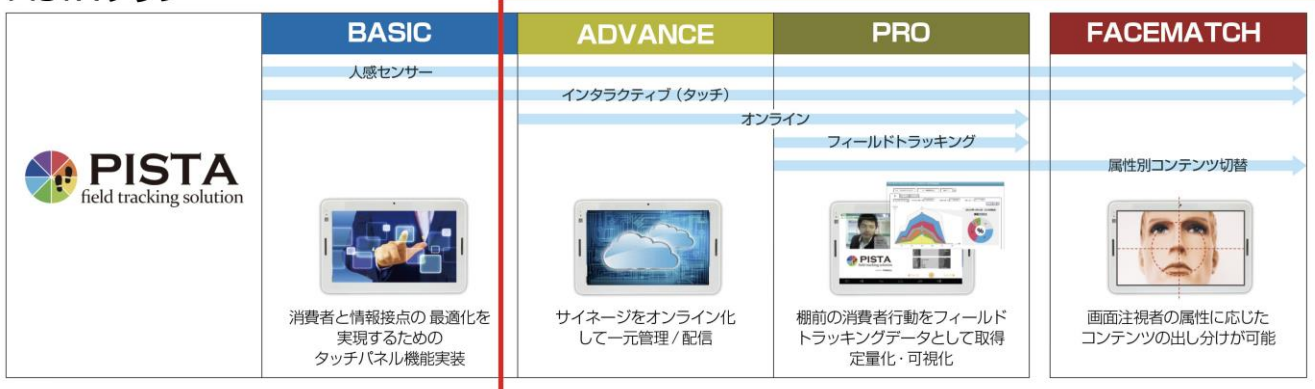 BASIC
ADVANCE
PRO
FACEMATCH
人感センサー
インタラクティブ（タッチ）
オンライン
フィールドトラッキング
属性別コンテンツ切替
PISTA
field tracking solution
PISTA
消費者と情報接点の 最適化を
実現するための
タッチパネル機能実装
サイネージをオンライン化
して一元管理 / 配信
棚前の消費者行動をフィールド
トラッキングデータとして取得
定量化・可視化
画面注視者の属性に応じた
コンテンツの出し分けが可能